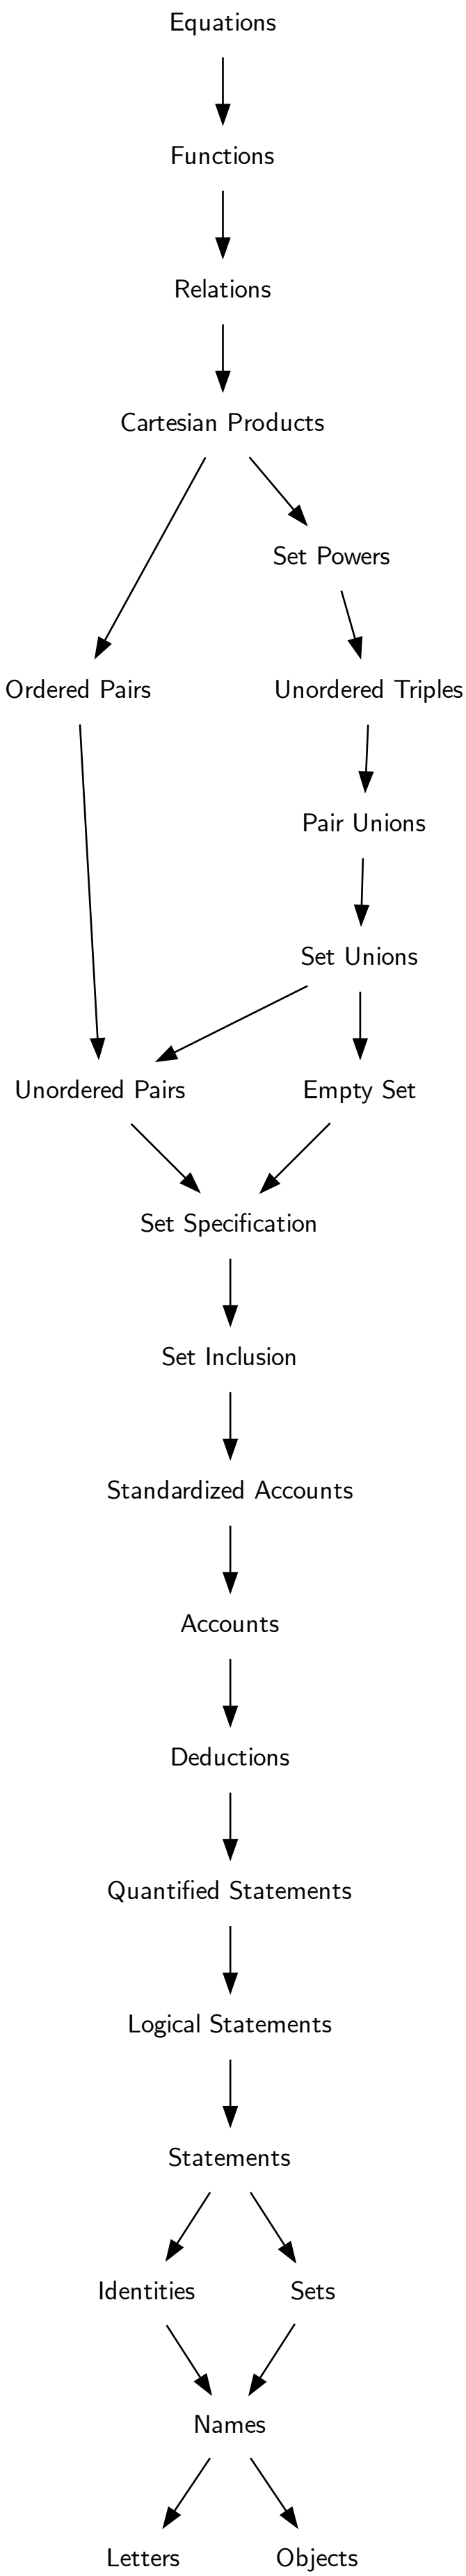 Equations
Functions
Relations
Cartesian Products
Set Powers
Ordered Pairs
Unordered Triples
Pair Unions
Set Unions
Unordered Pairs
Empty Set
Set Specification
Set Inclusion
Standardized Accounts
Accounts
Deductions
Quantified Statements
Logical Statements
Statements
Identities
Sets
Names
Letters
Objects